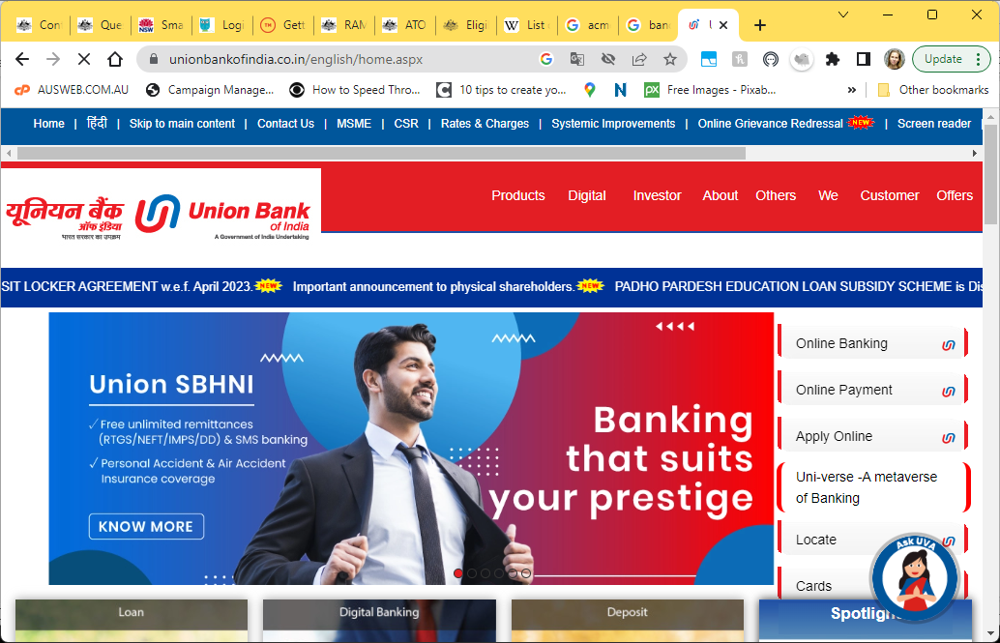 Con
Que
Sma
Logi
Gett
RAM
ATO
Eligi
List
acm
ban
unionbankofindia.co.in/english/home.aspx
Update
AUSWEB.COM.AU
Campaign Manage...
How to Speed Thro...
10 tips to create yo...
Free Images - Pixab...
»
Other bookmarks
Home | हिंदी | Skip to main content | Contact Us | MSME | CSR | Rates & Charges | Systemic Improvements | Online Grievance Redressal NEW | Screen reader
यूनियन बैंक
ऑफ इंडिया
भारत सरकार का उपक्रम
Union Bank
of India
A Government of India Undertaking
Products Digital Investor About Others We Customer Offers
SIT LOCKER AGREEMENT w.e.f. April 2023. NEW Important announcement to physical shareholders. NEW PADHO PARDESH EDUCATION LOAN SUBSIDY SCHEME is Dis
Union SBHNI
✓ Free unlimited remittances
(RTGS/NEFT/IMPS/DD) & SMS banking
✓ Personal Accident & Air Accident
Insurance coverage
KNOW MORE
Banking
that suits
your prestige
Online Banking
Online Payment
Apply Online
Uni-verse -A metaverse
of Banking
Locate
Cards
Ask UVA
Loan
Digital Banking
Deposit
Spotligh